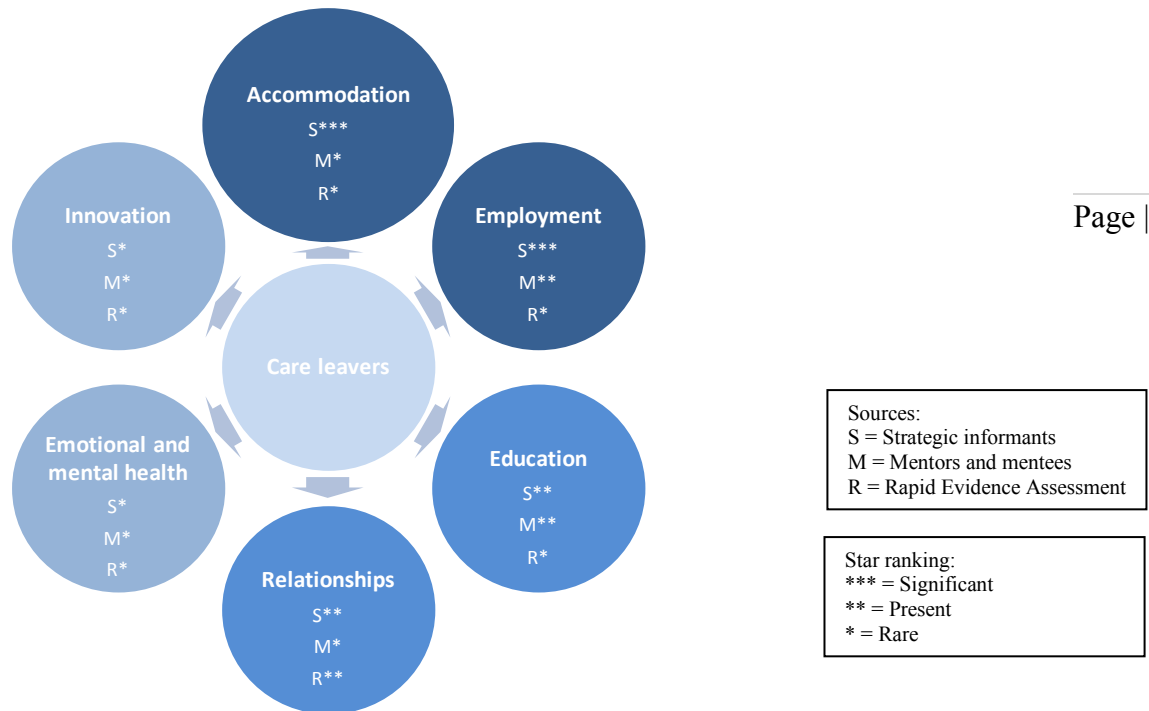 Accommodation
S***
M*
R*
Innovation
S*
M*
R*
Employment
S***
M**
R*
Page |
Care leavers
Emotional and
mental health
S*
M*
R*
Education
S**
M**
R*
Relationships
S**
M*
R**
Sources:
S = Strategic informants
M = Mentors and mentees
R = Rapid Evidence Assessment
Star ranking:
*** = Significant
** = Present
* = Rare